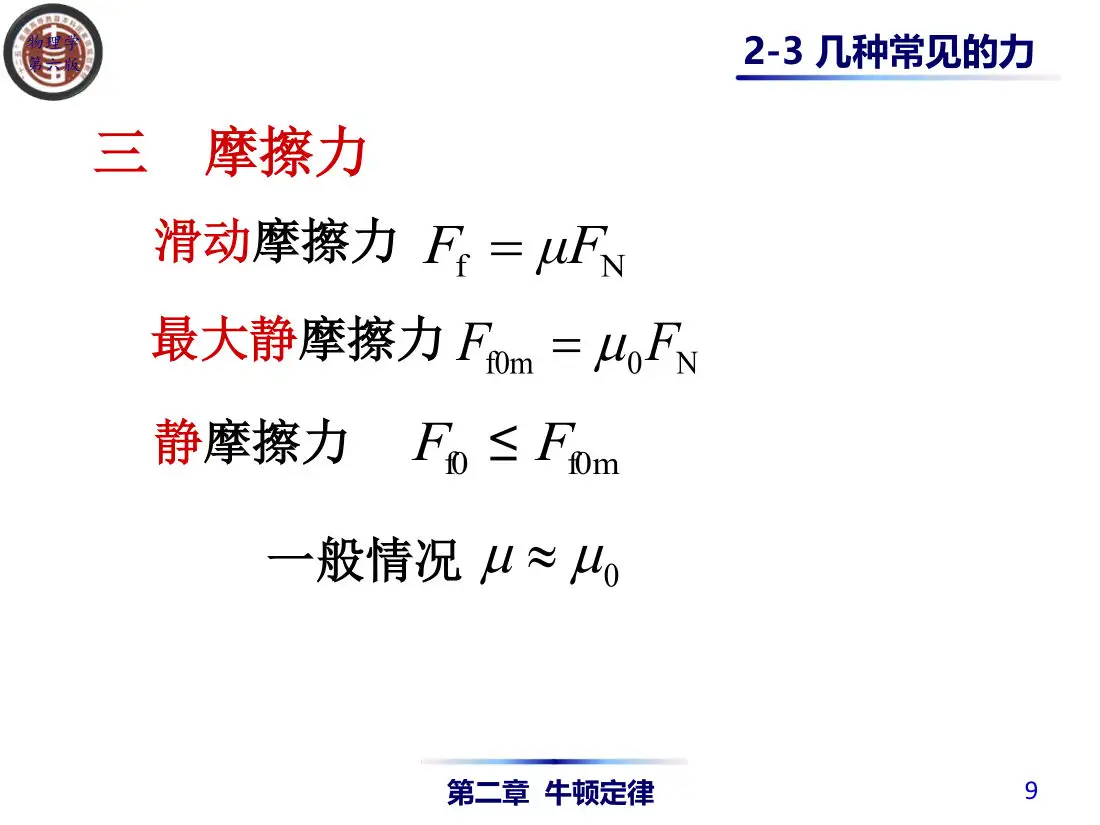 物理学
第六版
2-3 几种常见的力
三 摩擦力
滑动摩擦力 F_f = μF_N
最大静摩擦力 F_f0m = μ_0 F_N
静摩擦力 F_f0 ≤ F_f0m
一般情况 μ ≈ μ_0
第二章 牛顿定律
9